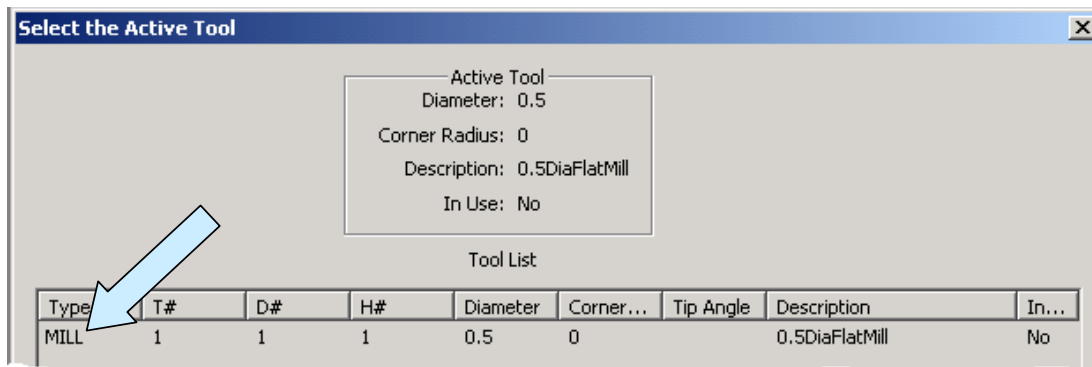 Select the Active Tool
Active Tool
Diameter: 0.5
Corner Radius: 0
Description: 0.5DiaFlatMill
In Use: No
Tool List
Type T# D# H# Diameter Corner... Tip Angle Description In...
MILL 1 1 1 0.5 0 0.5DiaFlatMill No